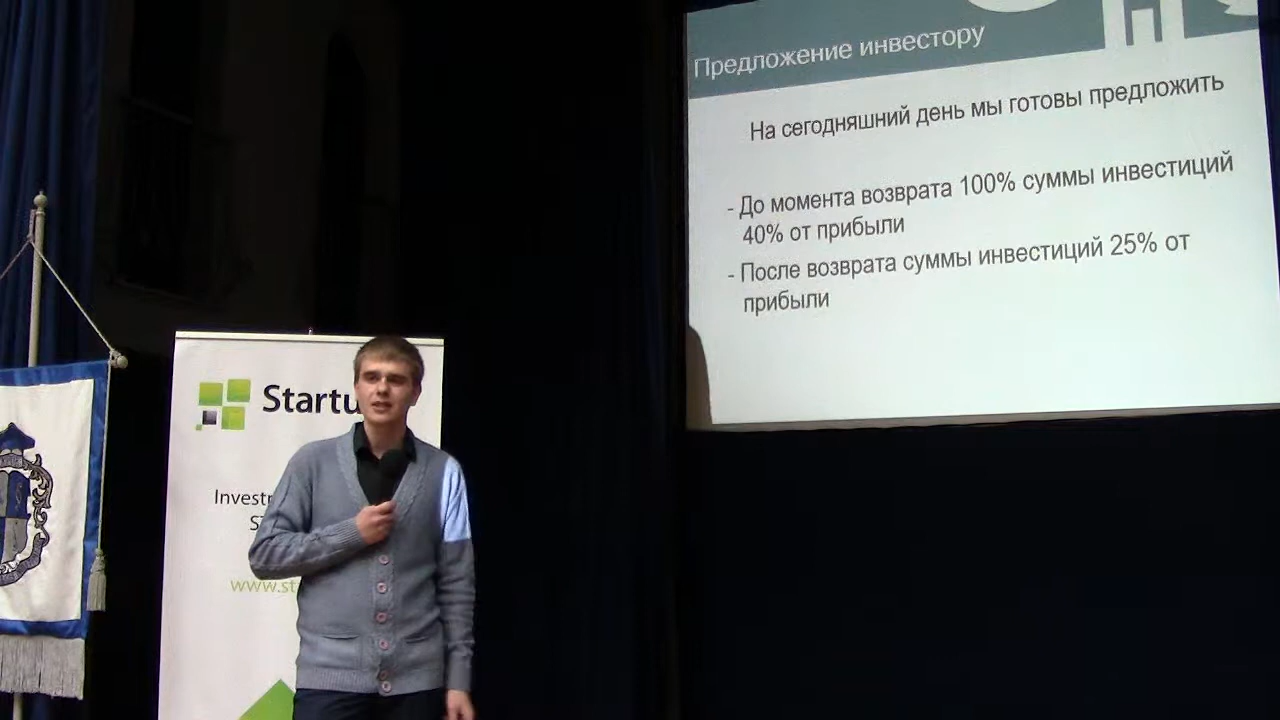 Предложение инвестору
На сегодняшний день мы готовы предложить
- До момента возврата 100% суммы инвестиций
40% от прибыли
- После возврата суммы инвестиций 25% от
прибыли
Startu
Invest
www.st